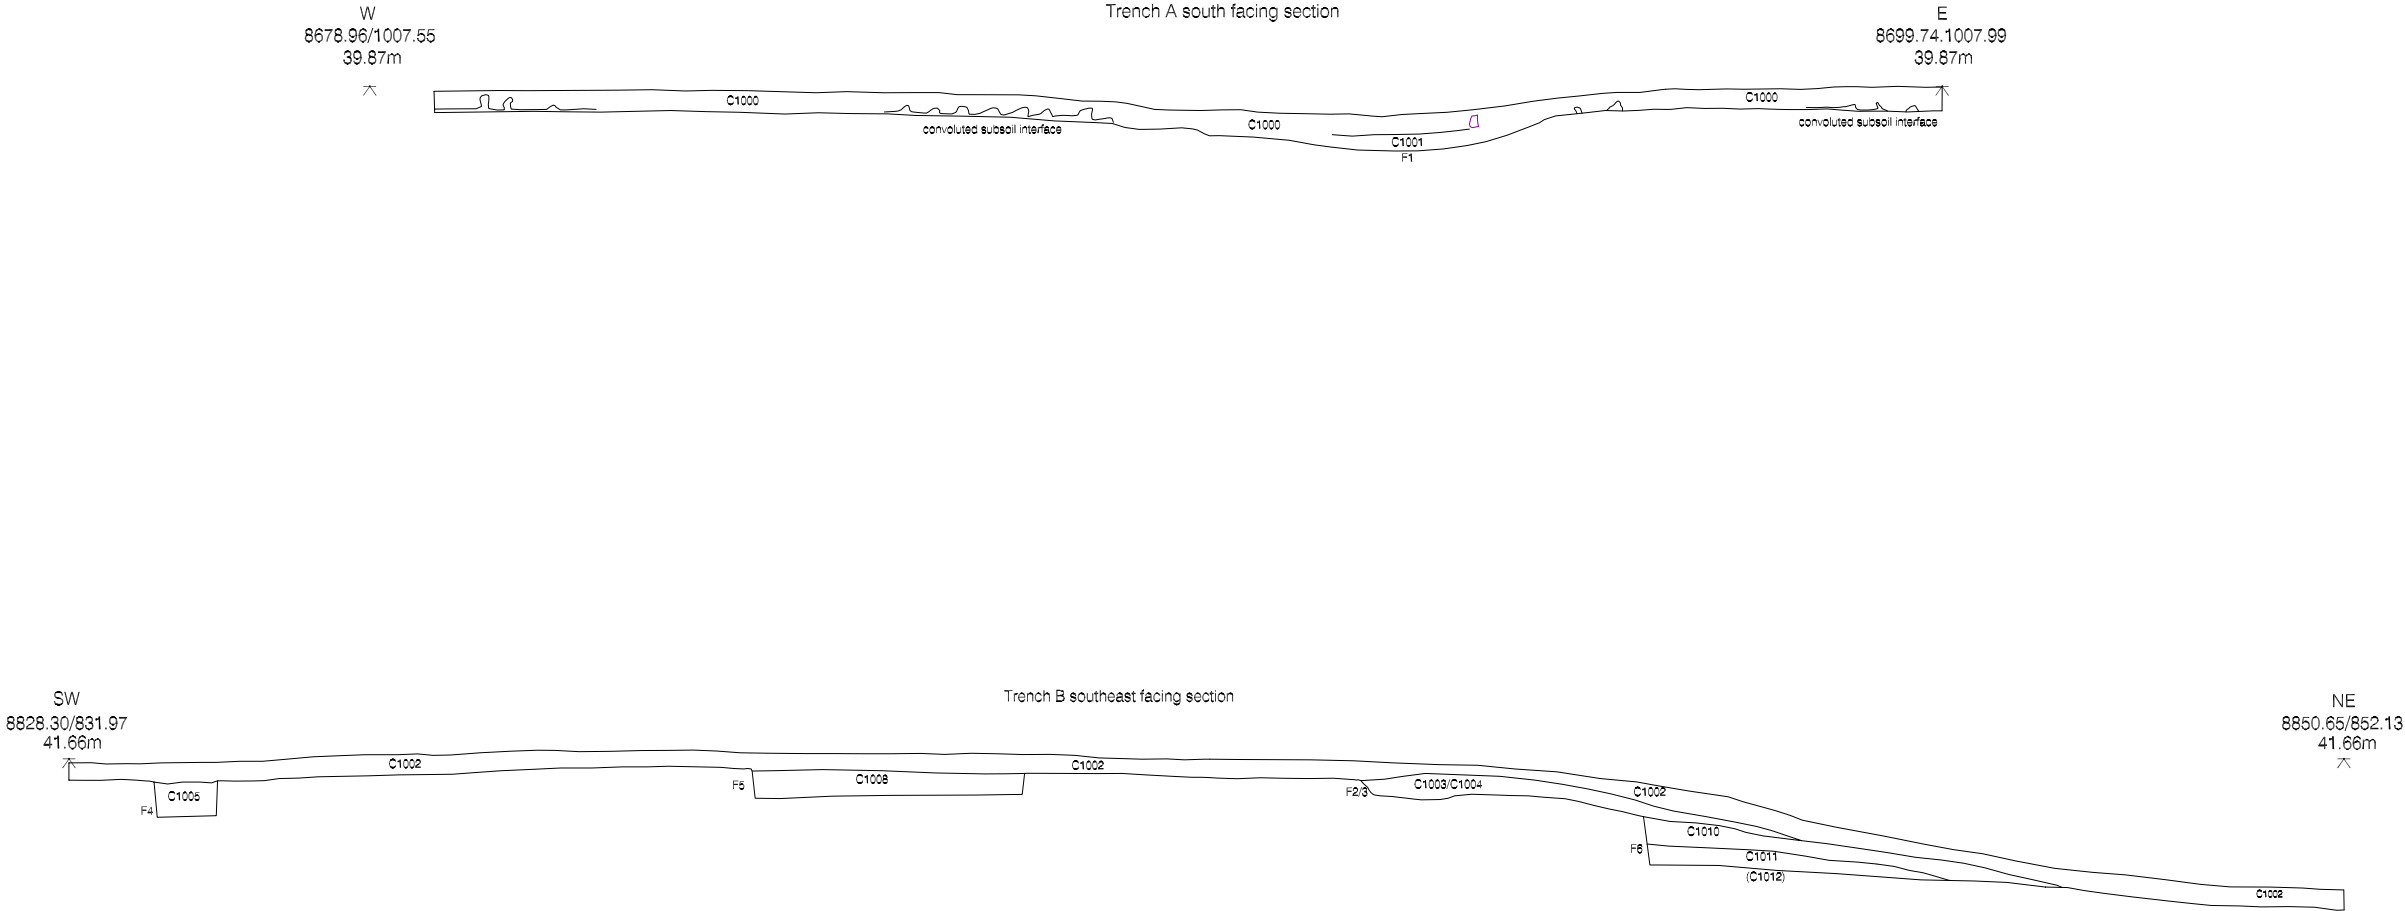 Trench A south facing section
W
8678.96/1007.55
39.87m
E
8699.74.1007.99
39.87m
C1000
C1000
C1000
convoluted subsoil interface
convoluted subsoil interface
C1001
F1
Trench B southeast facing section
SW
8828.30/831.97
41.66m
NE
8850.65/852.13
41.66m
C1002
C1002
F5
C1008
C1003/C1004
F2/3
C1002
C1005
F4
C1010
F6
C1011
(C1012)
C1002